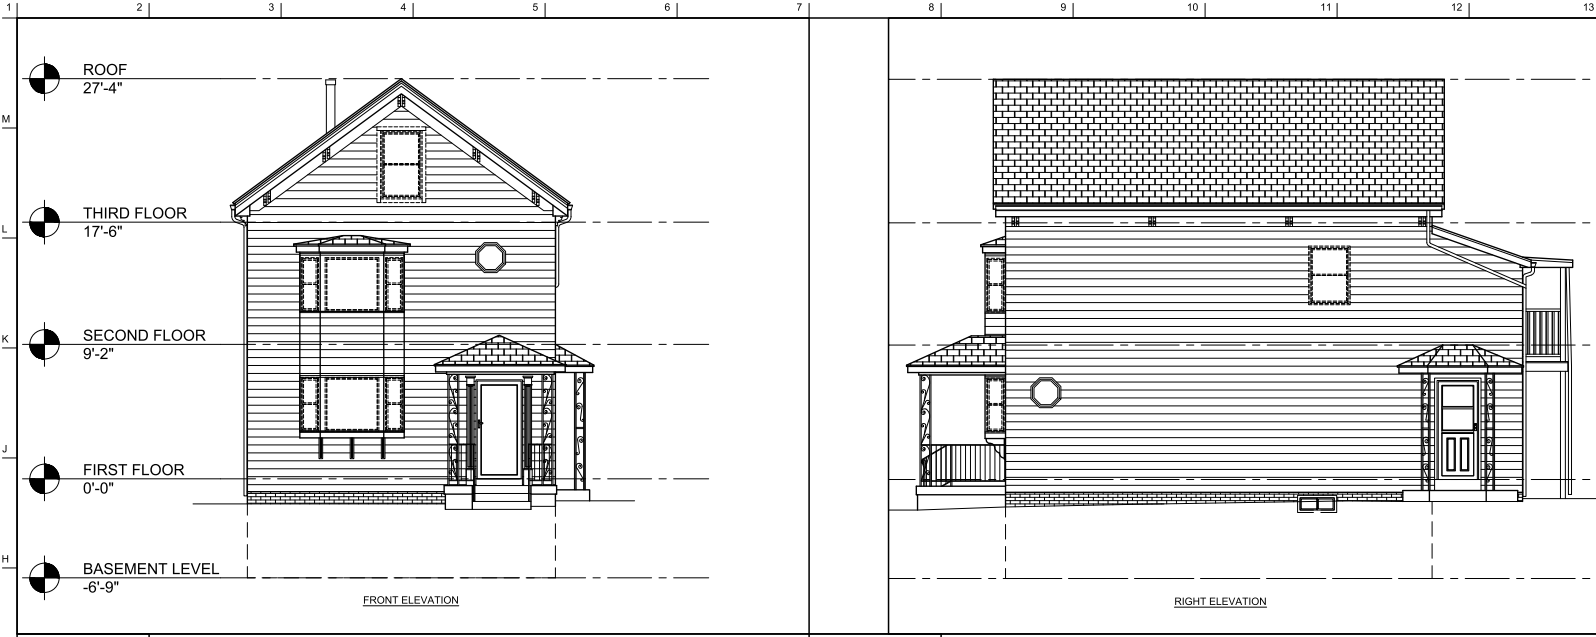 1 2 3 4 5 6 7 8 9 10 11 12 13
ROOF
27'-4"
M
THIRD FLOOR
17'-6"
L
SECOND FLOOR
9'-2"
K
J
FIRST FLOOR
0'-0"
H
BASEMENT LEVEL
-6'-9"
FRONT ELEVATION
RIGHT ELEVATION